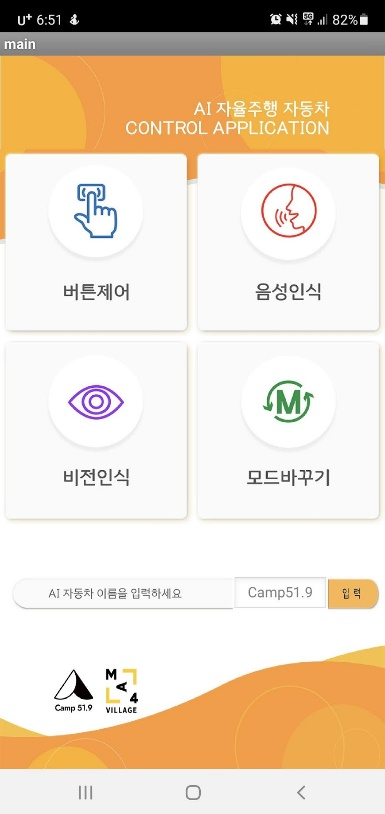 U+ 6:51 82%
main
AI 자율주행 자동차
CONTROL APPLICATION
버튼제어
음성인식
M
비전인식
모드바꾸기
AI 자동차 이름을 입력하세요
Camp51.9
입 력
Camp 51.9
MA4
VILLAGE